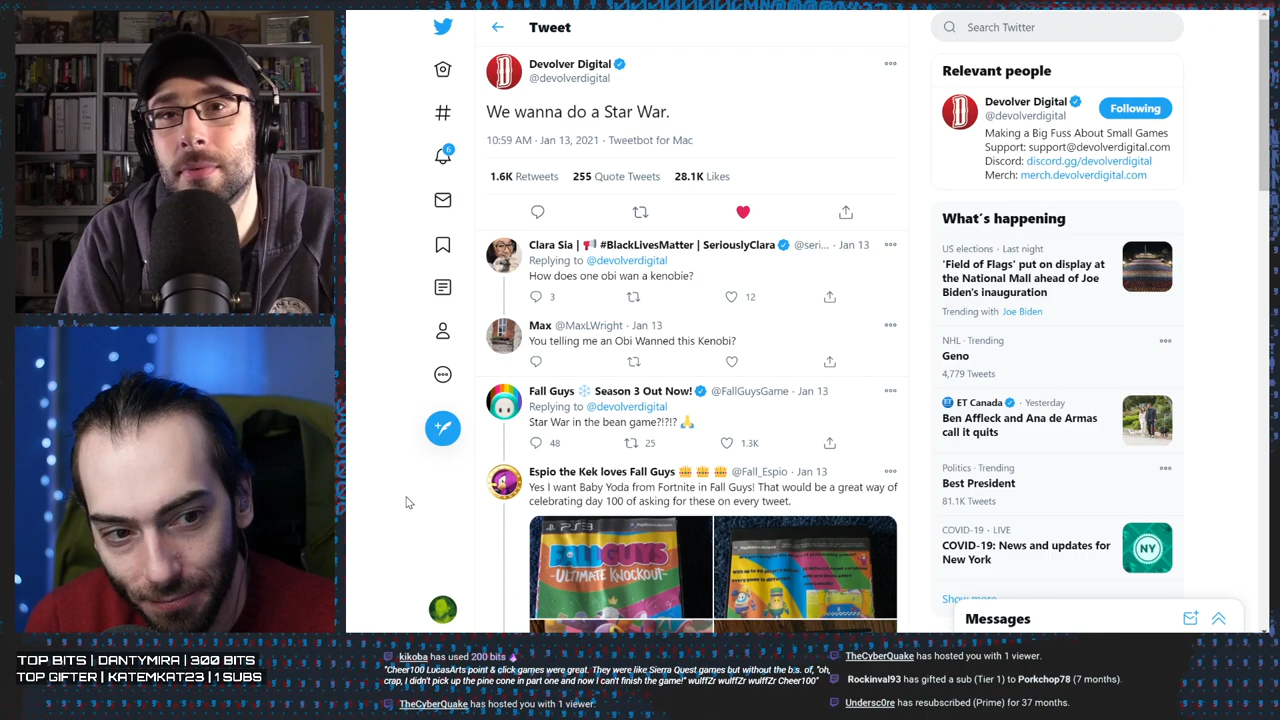 Tweet
Devolver Digital
@devolverdigital
We wanna do a Star War.
10:59 AM · Jan 13, 2021 · Tweetbot for Mac
1.6K Retweets 255 Quote Tweets 28.1K Likes
Clara Sia | 📢 #BlackLivesMatter | SeriouslyClara @seri... · Jan 13
Replying to @devolverdigital
How does one obi wan a kenobie?
3 12
Max @MaxLWright · Jan 13
You telling me an Obi Wanned this Kenobi?
Fall Guys ❄️ Season 3 Out Now! @FallGuysGame · Jan 13
Replying to @devolverdigital
Star War in the bean game?!?!? 🙏
48 25 1.3K
Espio the Kek loves Fall Guys 👑 👑 👑 @Fall_Espio · Jan 13
Yes I want Baby Yoda from Fortnite in Fall Guys! That would be a great way of
celebrating day 100 of asking for these on every tweet.
PS3
FALL GUYS
-ULTIMATE KNOCKOUT-
6
Search Twitter
Relevant people
Devolver Digital
@devolverdigital
Following
Making a Big Fuss About Small Games
Support: support@devolverdigital.com
Discord: discord.gg/devolverdigital
Merch: merch.devolverdigital.com
What's happening
US elections · Last night
'Field of Flags' put on display at
the National Mall ahead of Joe
Biden's inauguration
Trending with Joe Biden
NHL · Trending
Geno
4,779 Tweets
ET Canada · Yesterday
Ben Affleck and Ana de Armas
call it quits
Politics · Trending
Best President
81.1K Tweets
COVID-19 · LIVE
COVID-19: News and updates for
New York
NY
Show more
Messages
TOP BITS | DANTYMIRA | 300 BITS
TOP GIFTER | KATEMKAT23 | 1 SUBS
kikoba has used 200 bits
"Cheer100 LucasArts point & click games were great. They were like Sierra Quest games but without the b.s. of, "oh,
crap, I didn't pick up the pine cone in part one and now I can't finish the game!" wulffZr wulffZr wulffZr Cheer100"
TheCyberQuake has hosted you with 1 viewer.
TheCyberQuake has hosted you with 1 viewer.
Rockinval93 has gifted a sub (Tier 1) to Porkchop78 (7 months).
Undersc0re has resubscribed (Prime) for 37 months.